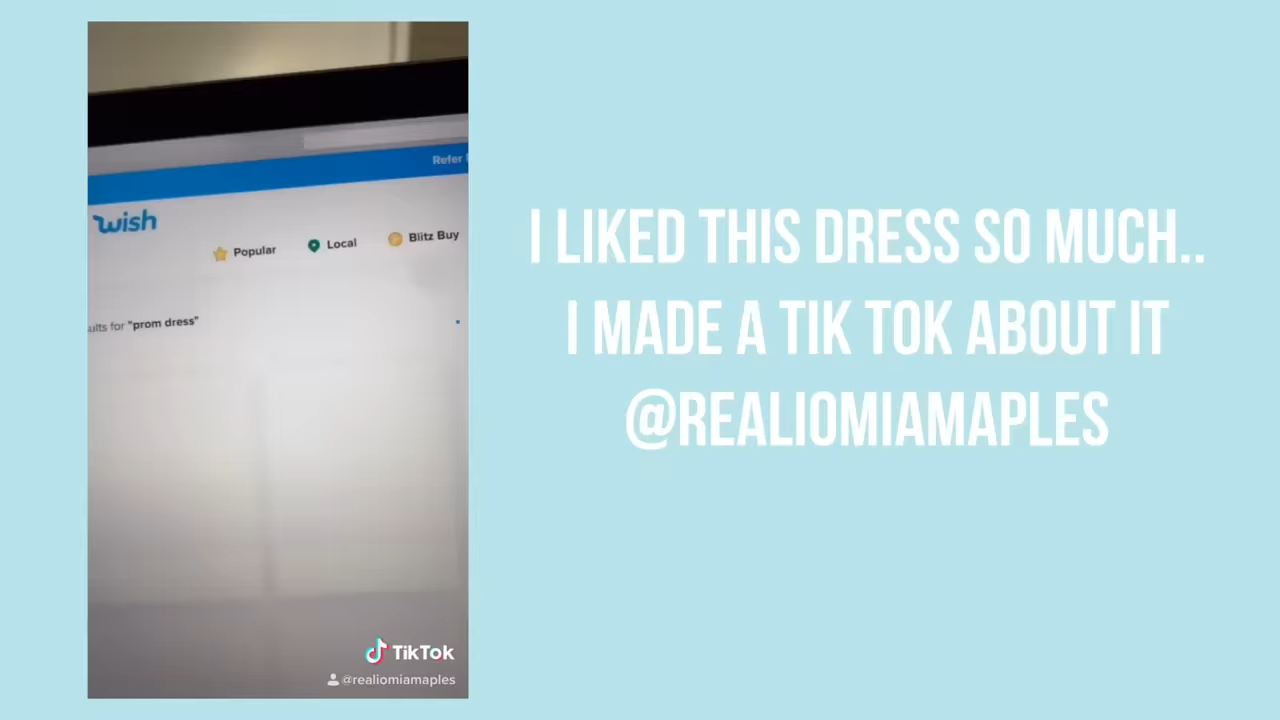 Refer
wish
Popular
Local
Blitz Buy
ults for "prom dress"
TikTok
@realiomiamaples
I LIKED THIS DRESS SO MUCH..
I MADE A TIK TOK ABOUT IT
@REALIOMIAMAPLES